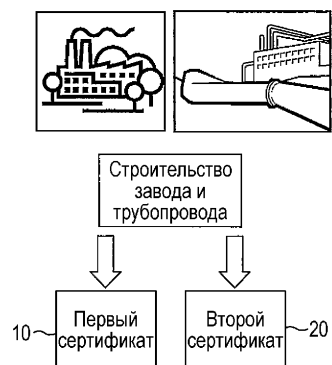 Строительство
завода и
трубопровода
10
Первый
сертификат
Второй
сертификат
20